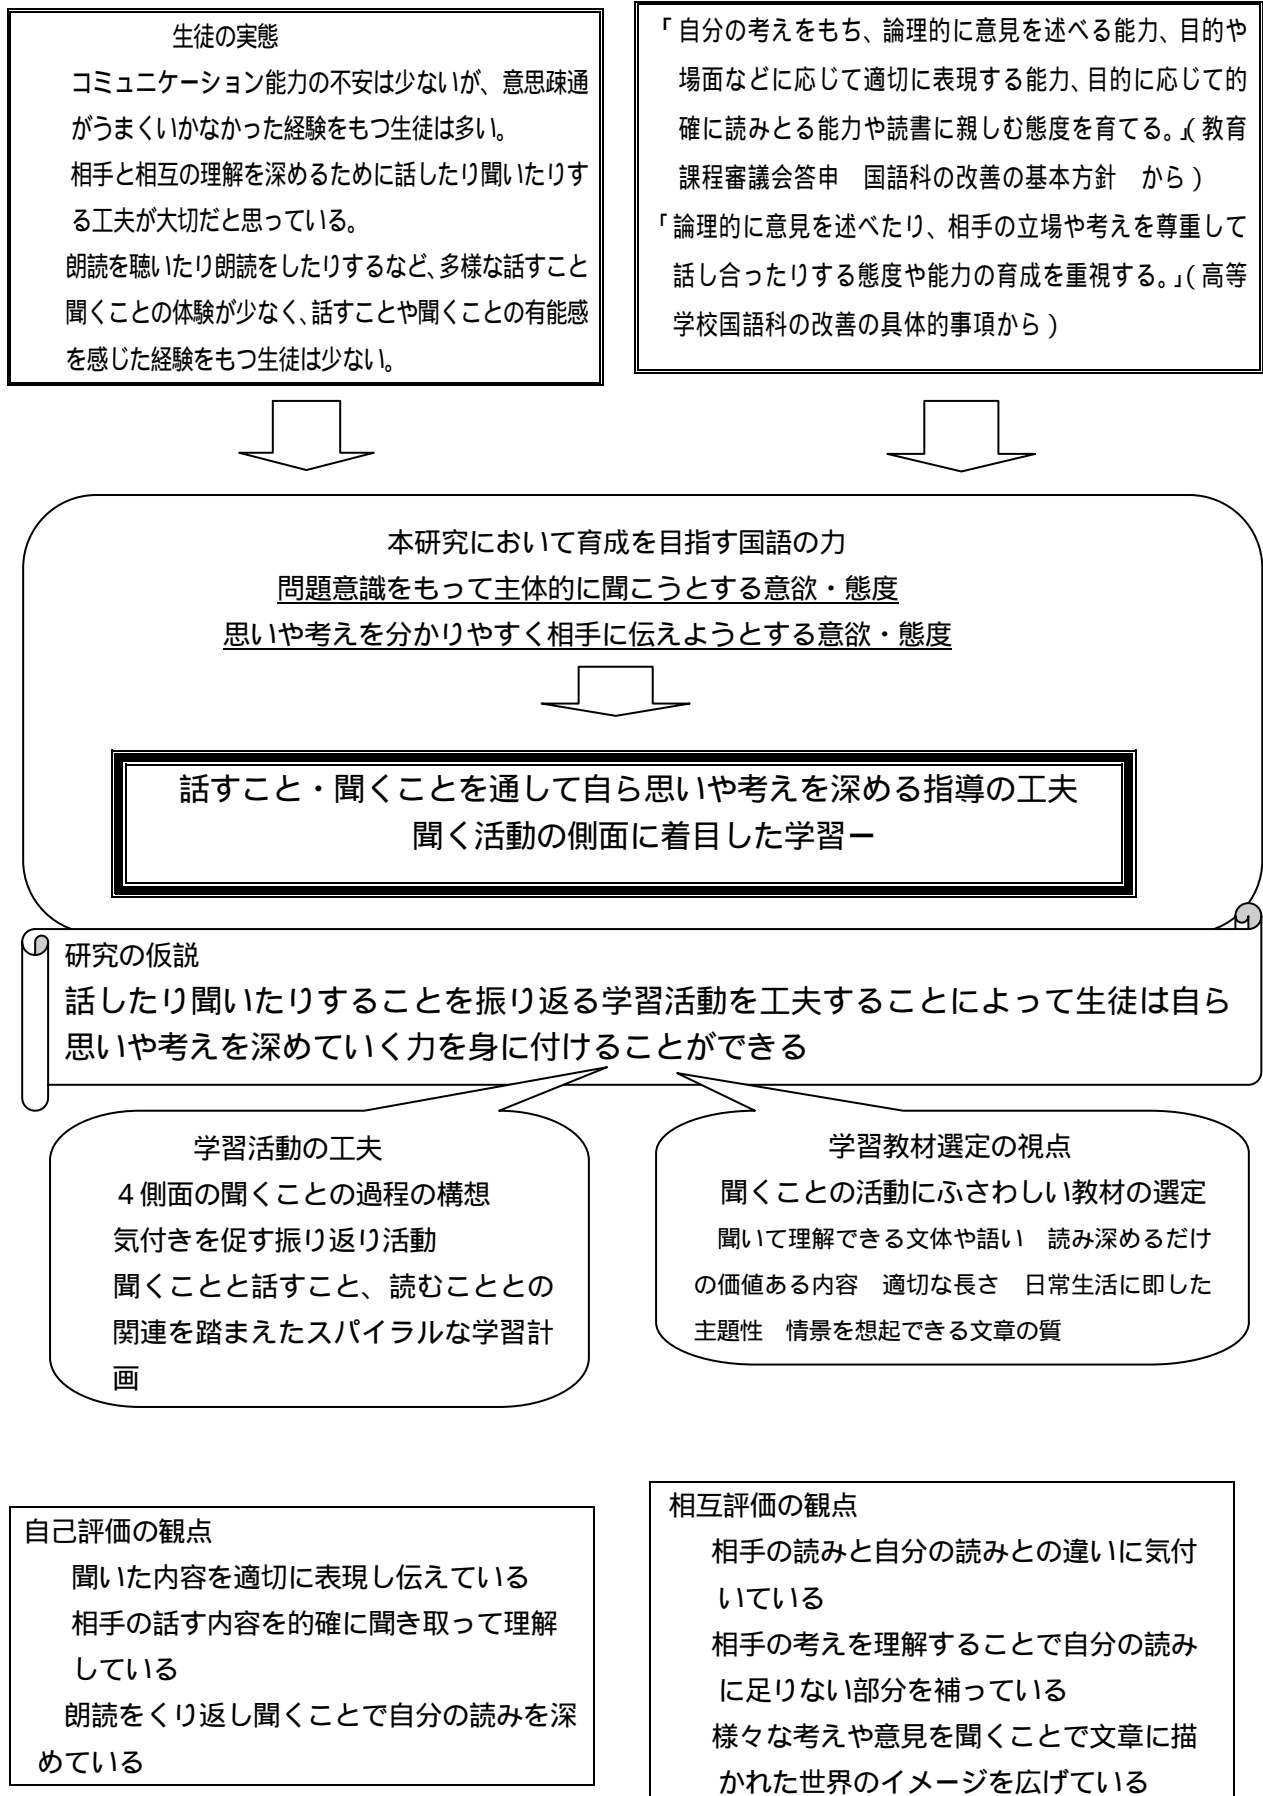 生徒の実態
コミュニケーション能力の不安は少ないが、意思疎通
がうまくいかなかった経験をもつ生徒は多い。
相手と相互の理解を深めるために話したり聞いたりす
る工夫が大切だと思っている。
朗読を聴いたり朗読をしたりするなど、多様な話すこと
聞くことの体験が少なく、話すことや聞くことの有能感
を感じた経験をもつ生徒は少ない。
「自分の考えをもち、論理的に意見を述べる能力、目的や
場面などに応じて適切に表現する能力、目的に応じて的
確に読みとる能力や読書に親しむ態度を育てる。」(教育
課程審議会答申　国語科の改善の基本方針　から)
「論理的に意見を述べたり、相手の立場や考えを尊重して
話し合ったりする態度や能力の育成を重視する。」(高等
学校国語科の改善の具体的事項から)
本研究において育成を目指す国語の力
問題意識をもって主体的に聞こうとする意欲・態度
思いや考えを分かりやすく相手に伝えようとする意欲・態度
話すこと・聞くことを通して自ら思いや考えを深める指導の工夫
聞く活動の側面に着目した学習ー
研究の仮説
話したり聞いたりすることを振り返る学習活動を工夫することによって生徒は自ら
思いや考えを深めていく力を身に付けることができる
学習活動の工夫
４側面の聞くことの過程の構想
気付きを促す振り返り活動
聞くことと話すこと、読むこととの
関連を踏まえたスパイラルな学習計
画
学習教材選定の視点
聞くことの活動にふさわしい教材の選定
聞いて理解できる文体や語い　読み深めるだけ
の価値ある内容　適切な長さ　日常生活に即した
主題性　情景を想起できる文章の質
自己評価の観点
聞いた内容を適切に表現し伝えている
相手の話す内容を的確に聞き取って理解
している
朗読をくり返し聞くことで自分の読みを深
めている
相互評価の観点
相手の読みと自分の読みとの違いに気付
いている
相手の考えを理解することで自分の読み
に足りない部分を補っている
様々な考えや意見を聞くことで文章に描
かれた世界のイメージを広げている